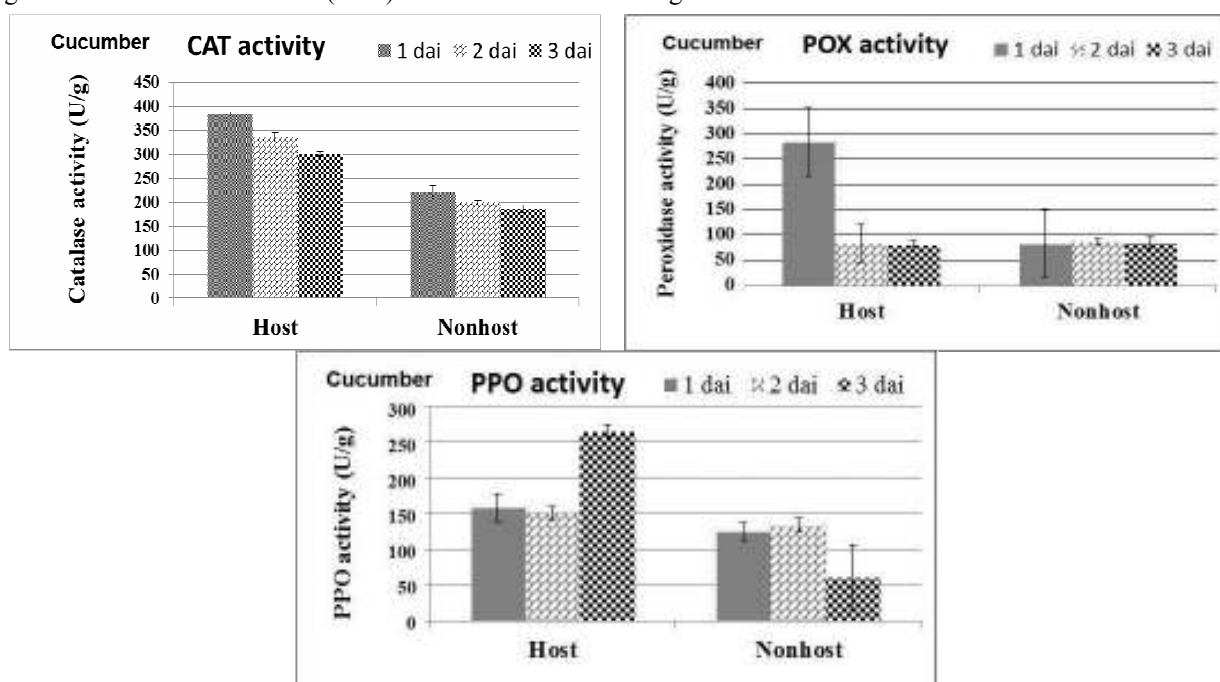 Cucumber CAT activity 1 dai 2 dai 3 dai
Catalase activity (U/g)
450
400
350
300
250
200
150
100
50
0
Host Nonhost
Cucumber POX activity 1 dai 2 dai 3 dai
Peroxidase activity (U/g)
400
350
300
250
200
150
100
50
0
Host Nonhost
Cucumber PPO activity 1 dai 2 dai 3 dai
PPO activity (U/g)
300
250
200
150
100
50
0
Host Nonhost